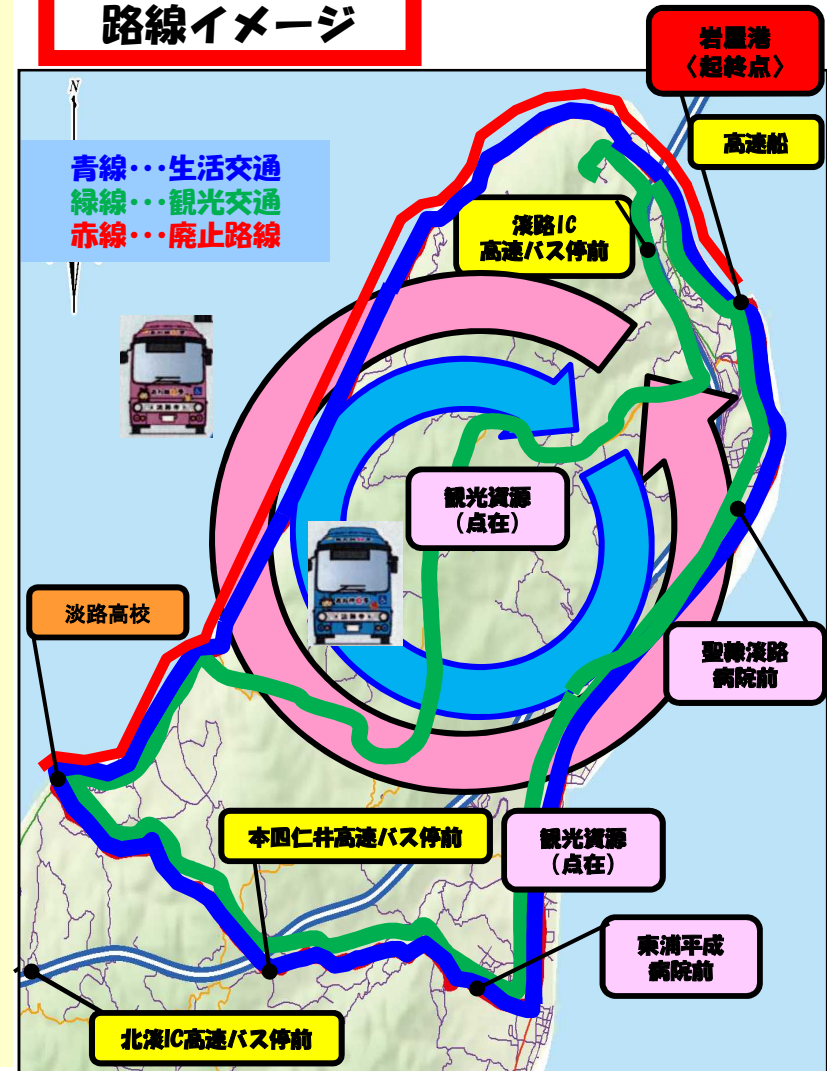 路線イメージ
岩屋港
〈起終点〉
N
高速船
青線・・・生活交通
緑線・・・観光交通
赤線・・・廃止路線
淡路IC
高速バス停前
観光資源
(点在)
淡路高校
聖隷淡路
病院前
本四仁井高速バス停前
観光資源
(点在)
東浦平成
病院前
北淡IC高速バス停前